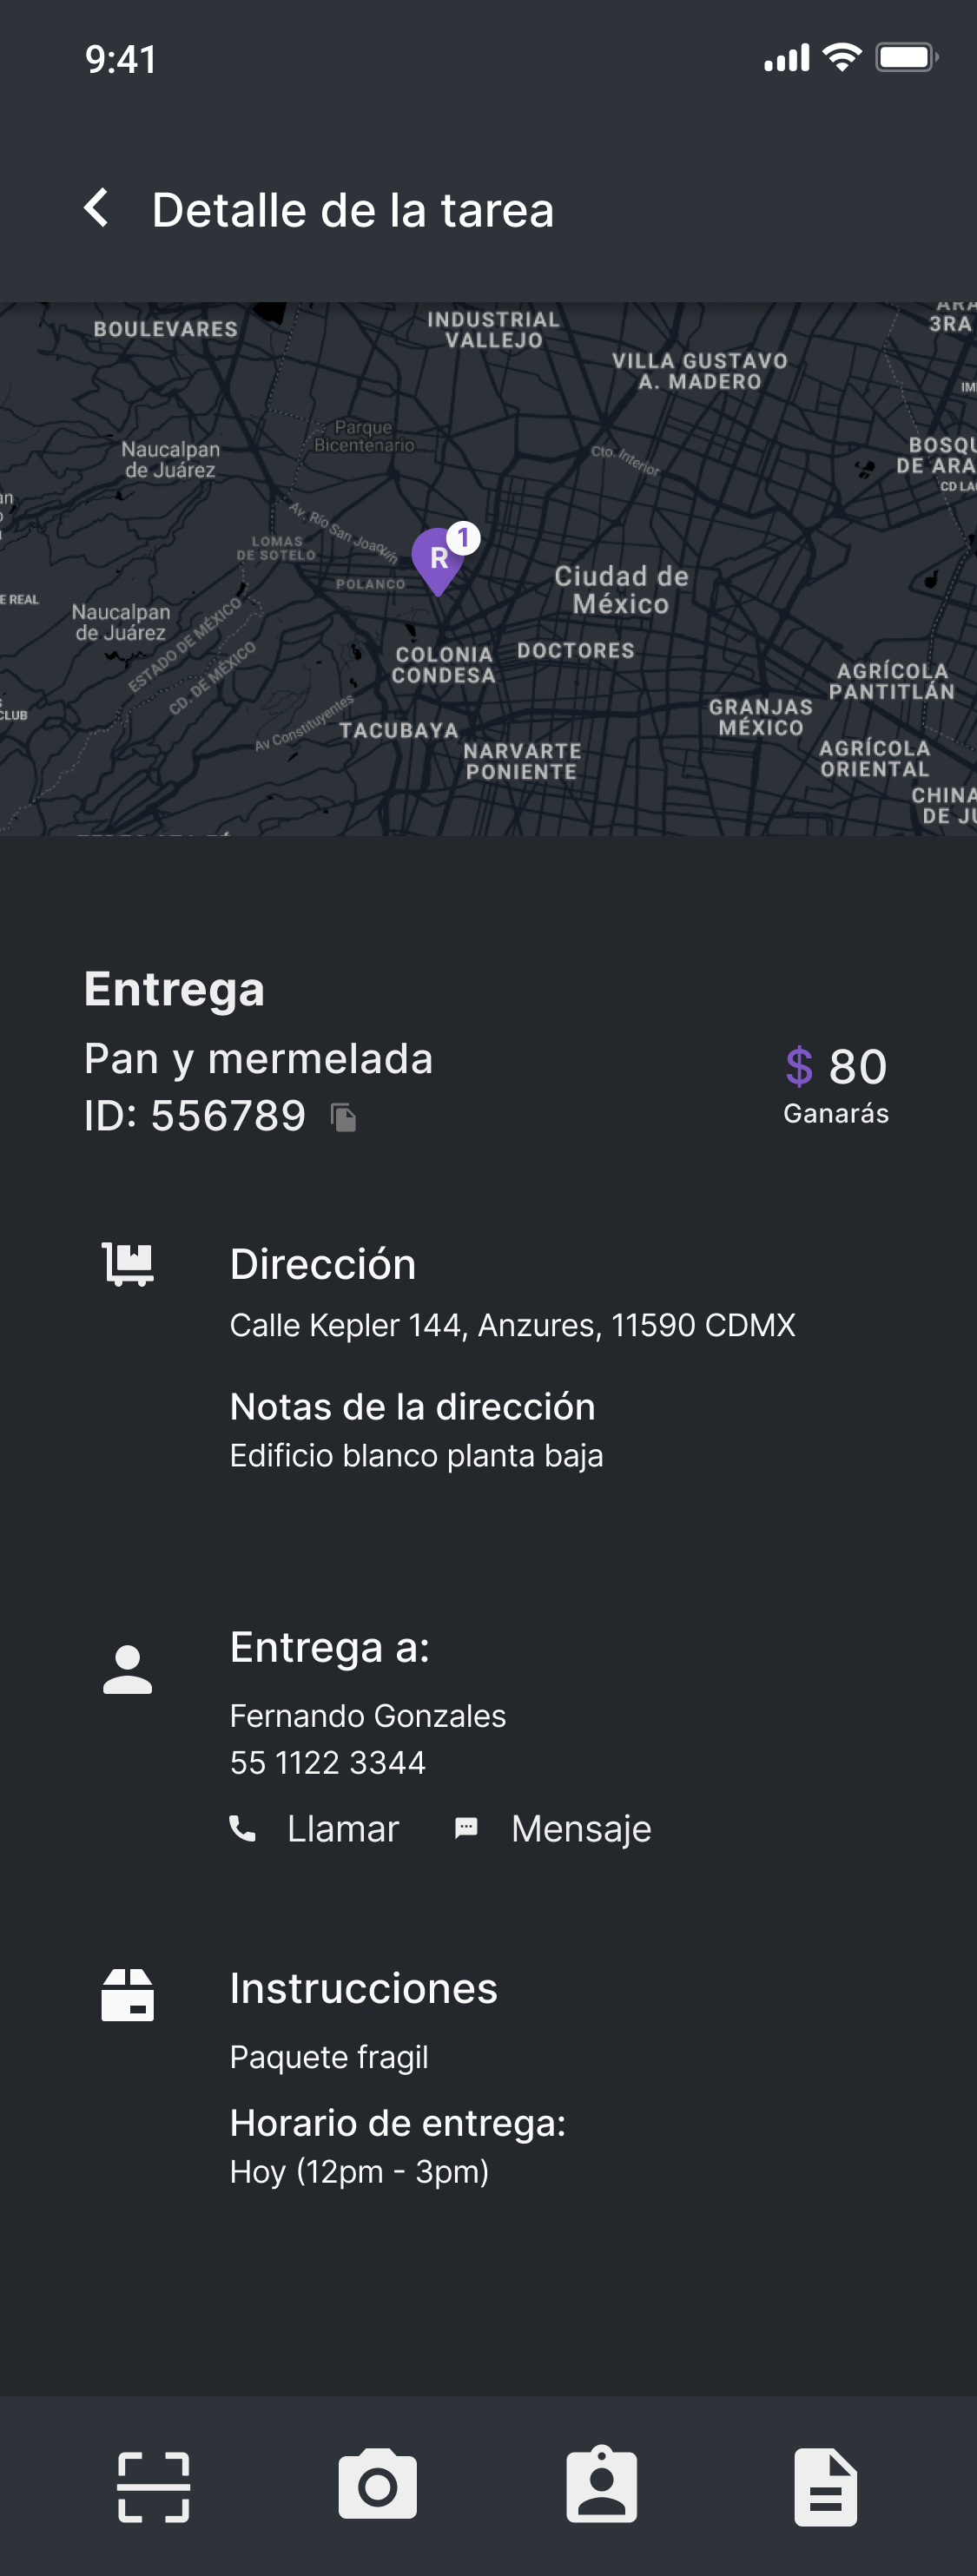 9:41
Detalle de la tarea
BOULEVARES
INDUSTRIAL
VALLEJO
3RA
VILLA GUSTAVO
A. MADERO
Parque
Bicentenario
Naucalpan
de Juárez
Cto. Interior
BOSQU
DE ARA
CD LA
Av. Río San Joaquín
LOMAS
DE SOTELO
R
1
POLANCO
Ciudad de
México
E REAL
Naucalpan
de Juárez
ESTADO DE MÉXICO
CD. DE MÉXICO
COLONIA
CONDESA
DOCTORES
AGRÍCOLA
PANTITLÁN
CLUB
GRANJAS
MÉXICO
Av Constituyentes
TACUBAYA
NARVARTE
PONIENTE
AGRÍCOLA
ORIENTAL
CHINA
DE JU
Entrega
Pan y mermelada
ID: 556789
$ 80
Ganarás
Dirección
Calle Kepler 144, Anzures, 11590 CDMX
Notas de la dirección
Edificio blanco planta baja
Entrega a:
Fernando Gonzales
55 1122 3344
Llamar Mensaje
Instrucciones
Paquete fragil
Horario de entrega:
Hoy (12pm - 3pm)